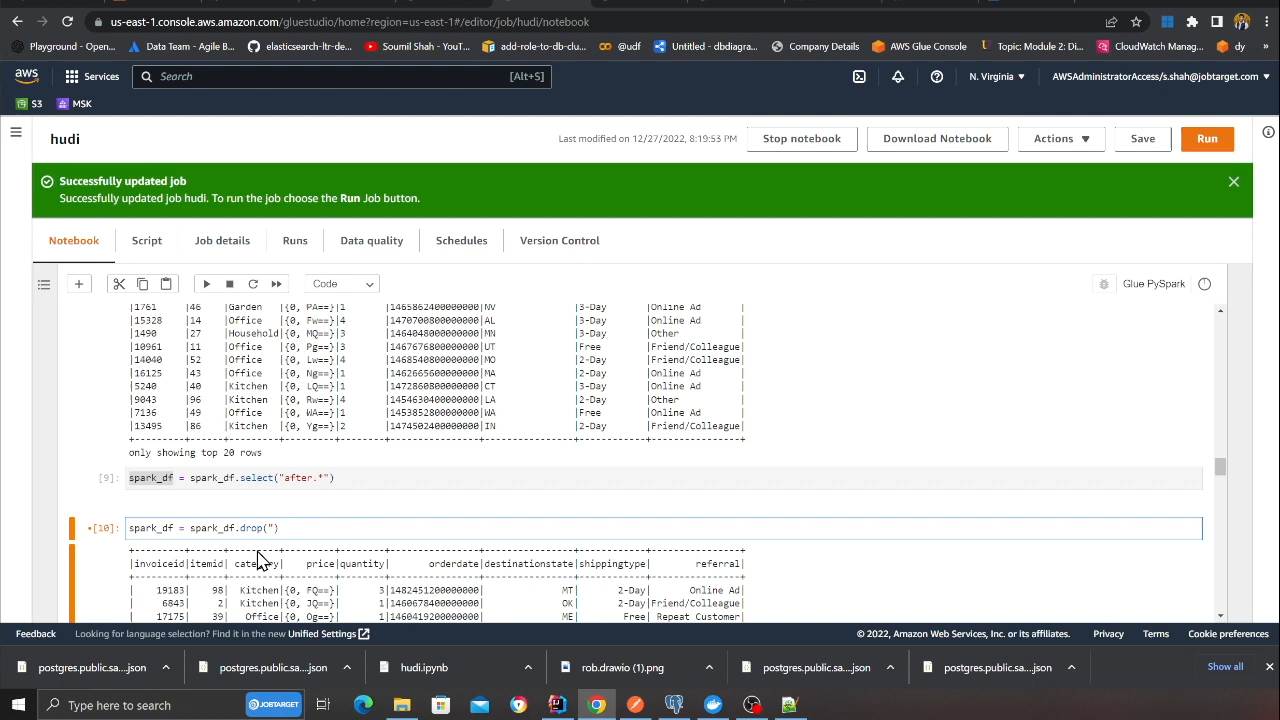 us-east-1.console.aws.amazon.com/gluestudio/home?region=us-east-1#/editor/job/hudi/notebook
Playground - Open... Data Team - Agile B... elasticsearch-ltr-de... Soumil Shah - YouT... add-role-to-db-clu... @udf Untitled - dbdiagra... Company Details AWS Glue Console Topic: Module 2: Di... CloudWatch Manag... dy »
aws Services Search [Alt+S] N. Virginia ▼ AWSAdministratorAccess/s.shah@jobtarget.com ▼
S3 MSK
hudi Last modified on 12/27/2022, 8:19:53 PM Stop notebook Download Notebook Actions ▼ Save Run
Successfully updated job
Successfully updated job hudi. To run the job choose the Run Job button.
Notebook Script Job details Runs Data quality Schedules Version Control
Code Glue PySpark
|1761 |46 |Garden |{0, PA==}|1 |1465862400000000|NV |3-Day |Online Ad |
|15328 |14 |Office |{0, Fw==}|4 |1470700800000000|AL |3-Day |Online Ad |
|1490 |27 |Household|{0, MQ==}|3 |1464048000000000|MN |3-Day |Other |
|10961 |11 |Office |{0, Pg==}|3 |1467676800000000|UT |Free |Friend/Colleague|
|14040 |52 |Office |{0, Lw==}|4 |1468540800000000|MO |2-Day |Online Ad |
|16125 |43 |Office |{0, Ng==}|1 |1462665600000000|MA |2-Day |Online Ad |
|5240 |40 |Kitchen |{0, LQ==}|1 |1472860800000000|CT |3-Day |Online Ad |
|9043 |96 |Kitchen |{0, Rw==}|4 |1454630400000000|LA |2-Day |Other |
|7136 |49 |Office |{0, WA==}|1 |1453852800000000|WA |Free |Online Ad |
|13495 |86 |Kitchen |{0, Yg==}|2 |1474502400000000|IN |2-Day |Friend/Colleague|
+---------+------+---------+---------+--------+----------------+----------------+------------+----------------+
only showing top 20 rows
[9]: spark_df = spark_df.select("after.*")
[10]: spark_df = spark_df.drop(")
+---------+------+---------+---------+--------+----------------+----------------+------------+----------------+
|invoiceid|itemid| category| price|quantity| orderdate|destinationstate|shippingtype| referral|
+---------+------+---------+---------+--------+----------------+----------------+------------+----------------+
| 19183| 98| Kitchen|{0, FQ==}| 3|1482451200000000| MT| 2-Day| Online Ad|
| 6843| 2| Kitchen|{0, JQ==}| 1|1460678400000000| OK| 2-Day|Friend/Colleague|
| 17175| 39| Office|{0, Og==}| 1|1460419200000000| ME| Free| Repeat Customer|
Feedback Looking for language selection? Find it in the new Unified Settings © 2022, Amazon Web Services, Inc. or its affiliates. Privacy Terms Cookie preferences
postgres.public.sa....json postgres.public.sa....json hudi.ipynb rob.drawio (1).png postgres.public.sa....json postgres.public.sa....json Show all
Type here to search JOBTARGET